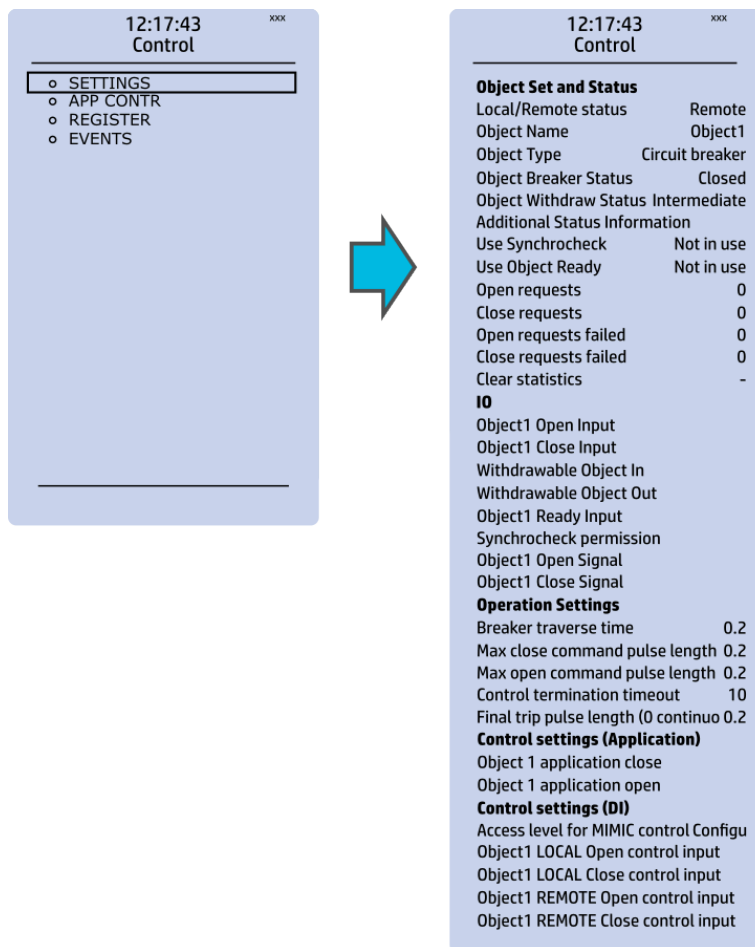 12:17:43
xxx
Control
SETTINGS
APP CONTR
REGISTER
EVENTS
12:17:43
xxx
Control
Object Set and Status
Local/Remote status Remote
Object Name Object1
Object Type Circuit breaker
Object Breaker Status Closed
Object Withdraw Status Intermediate
Additional Status Information
Use Synchrocheck Not in use
Use Object Ready Not in use
Open requests 0
Close requests 0
Open requests failed 0
Close requests failed 0
Clear statistics -
IO
Object1 Open Input
Object1 Close Input
Withdrawable Object In
Withdrawable Object Out
Object1 Ready Input
Synchrocheck permission
Object1 Open Signal
Object1 Close Signal
Operation Settings
Breaker traverse time 0.2
Max close command pulse length 0.2
Max open command pulse length 0.2
Control termination timeout 10
Final trip pulse length (0 continuo 0.2
Control settings (Application)
Object 1 application close
Object 1 application open
Control settings (DI)
Access level for MIMIC control Configu
Object1 LOCAL Open control input
Object1 LOCAL Close control input
Object1 REMOTE Open control input
Object1 REMOTE Close control input